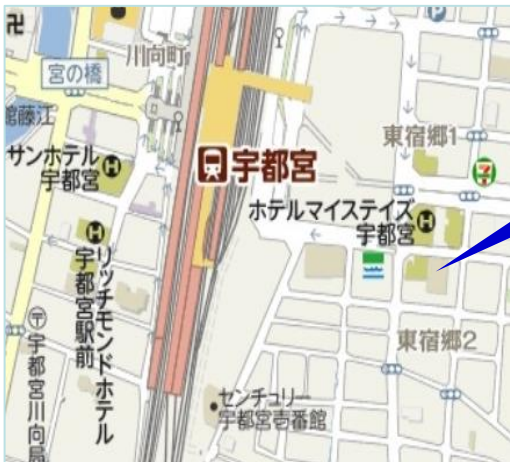 川向町
宮の橋
館藤江
東宿郷1
サンホテル
宇都宮
宇都宮
ホテルマイステイズ
宇都宮
リッチモンドホテル
宇都宮駅前
東宿郷2
宇都宮川向局
センチュリー
宇都宮壱番館